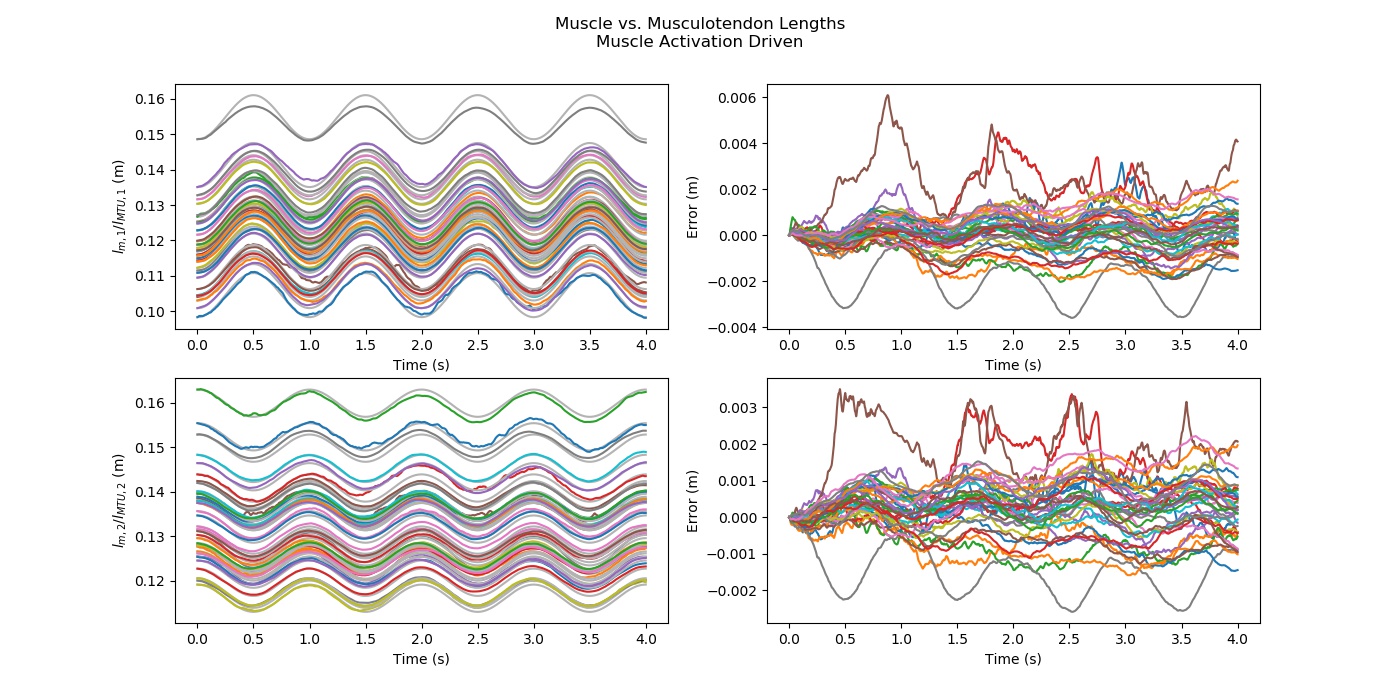 Muscle vs. Musculotendon Lengths
Muscle Activation Driven
0.16
0.15
0.14
0.13
0.12
0.11
0.10
l_{m,1}/l_{MTU,1} (m)
0.0 0.5 1.0 1.5 2.0 2.5 3.0 3.5 4.0
Time (s)
0.006
0.004
0.002
0.000
−0.002
−0.004
Error (m)
0.0 0.5 1.0 1.5 2.0 2.5 3.0 3.5 4.0
Time (s)
0.16
0.15
0.14
0.13
0.12
l_{m,2}/l_{MTU,2} (m)
0.0 0.5 1.0 1.5 2.0 2.5 3.0 3.5 4.0
Time (s)
0.003
0.002
0.001
0.000
−0.001
−0.002
Error (m)
0.0 0.5 1.0 1.5 2.0 2.5 3.0 3.5 4.0
Time (s)